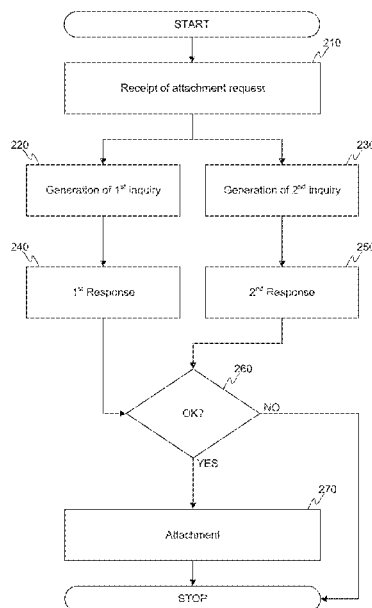 START
210
Receipt of attachment request
220
230
Generation of 1st Inquiry
Generation of 2nd Inquiry
240
250
1st Response
2nd Response
260
OK?
NO
YES
270
Attachment
STOP